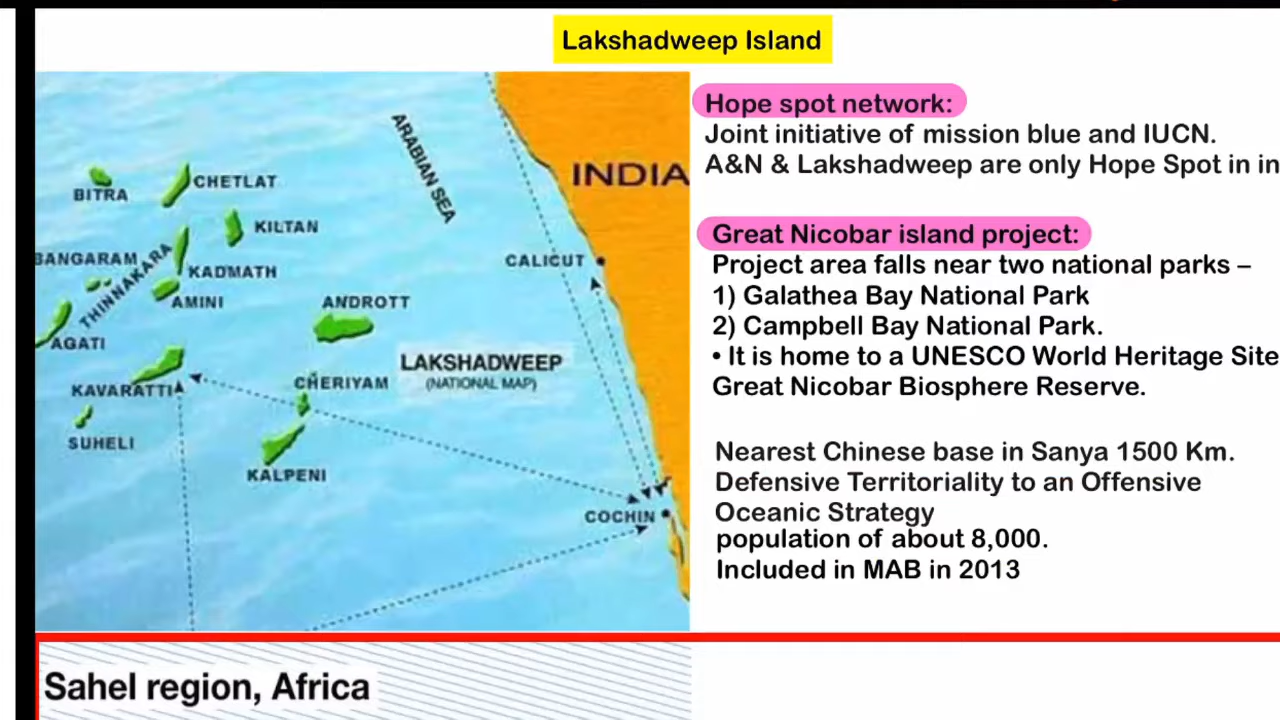 Lakshadweep Island
Hope spot network:
Joint initiative of mission blue and IUCN.
A&N & Lakshadweep are only Hope Spot in in
Great Nicobar island project:
Project area falls near two national parks –
1) Galathea Bay National Park
2) Campbell Bay National Park.
• It is home to a UNESCO World Heritage Site
Great Nicobar Biosphere Reserve.
Nearest Chinese base in Sanya 1500 Km.
Defensive Territoriality to an Offensive
Oceanic Strategy
population of about 8,000.
Included in MAB in 2013
ARABIAN SEA
INDIA
BITRA
CHETLAT
KILTAN
BANGARAM
THINNAKARA
KADMATH
CALICUT
AMINI
ANDROTT
AGATI
LAKSHADWEEP
(NATIONAL MAP)
KAVARATTI
CHERIYAM
SUHELI
KALPENI
COCHIN
Sahel region, Africa